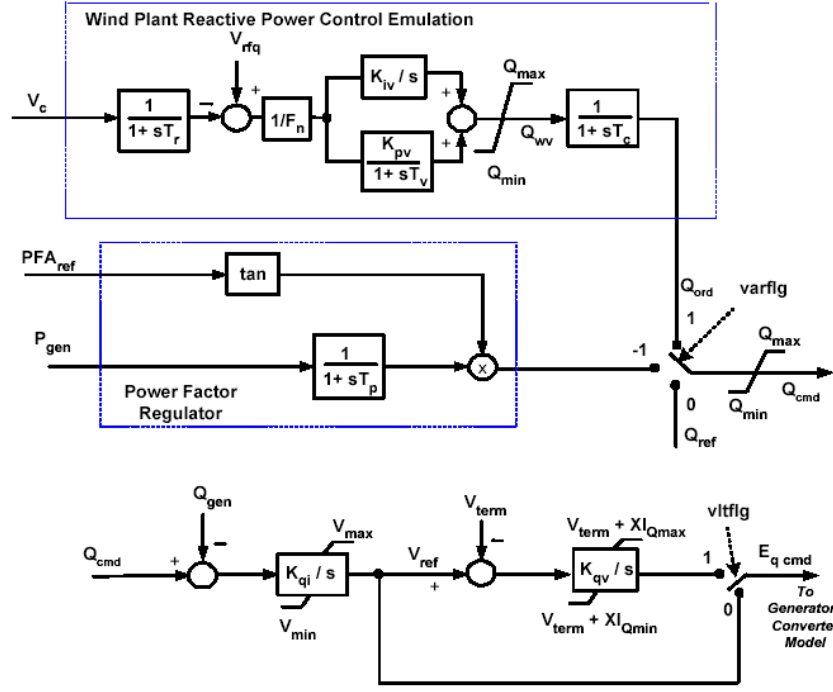 Wind Plant Reactive Power Control Emulation
V_rfq
V_c
1
1+ sT_r
−
+
1/F_n
K_iv / s
K_pv
1+ sT_v
+
+
Q_max
Q_min
Q_wv
1
1+ sT_c
PFA_ref
tan
P_gen
1
1+ sT_p
x
Power Factor
Regulator
Q_ord
varflg
1
-1
0
Q_ref
Q_max
Q_min
Q_cmd
Q_gen
−
Q_cmd
+
V_max
K_qi / s
V_min
V_term
−
V_ref
+
V_term + XI_Qmax
K_qv / s
V_term + XI_Qmin
vltflg
1
0
E_q cmd
To
Generator
Converte
Model